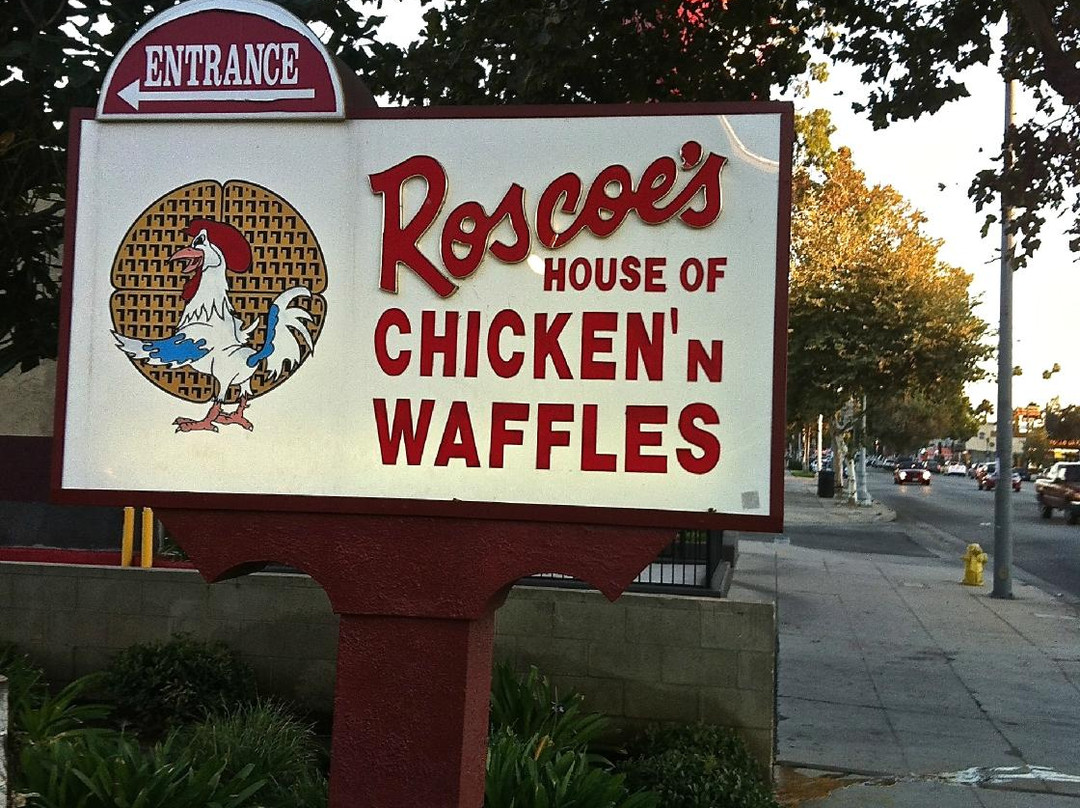 ENTRANCE
Roscoe's
HOUSE OF
CHICKEN'N
WAFFLES